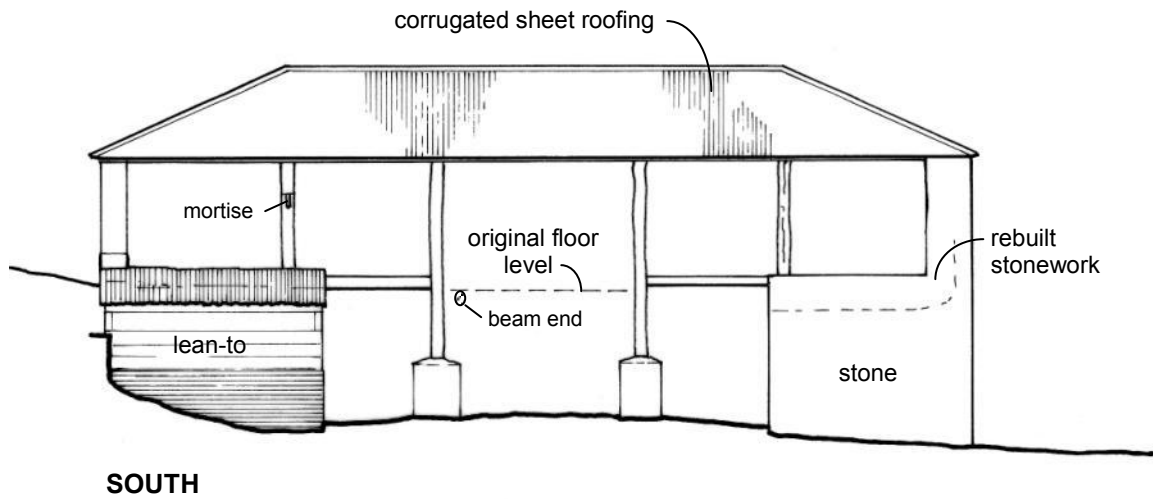 corrugated sheet roofing
mortise
original floor
level
rebuilt
stonework
beam end
lean-to
stone
SOUTH